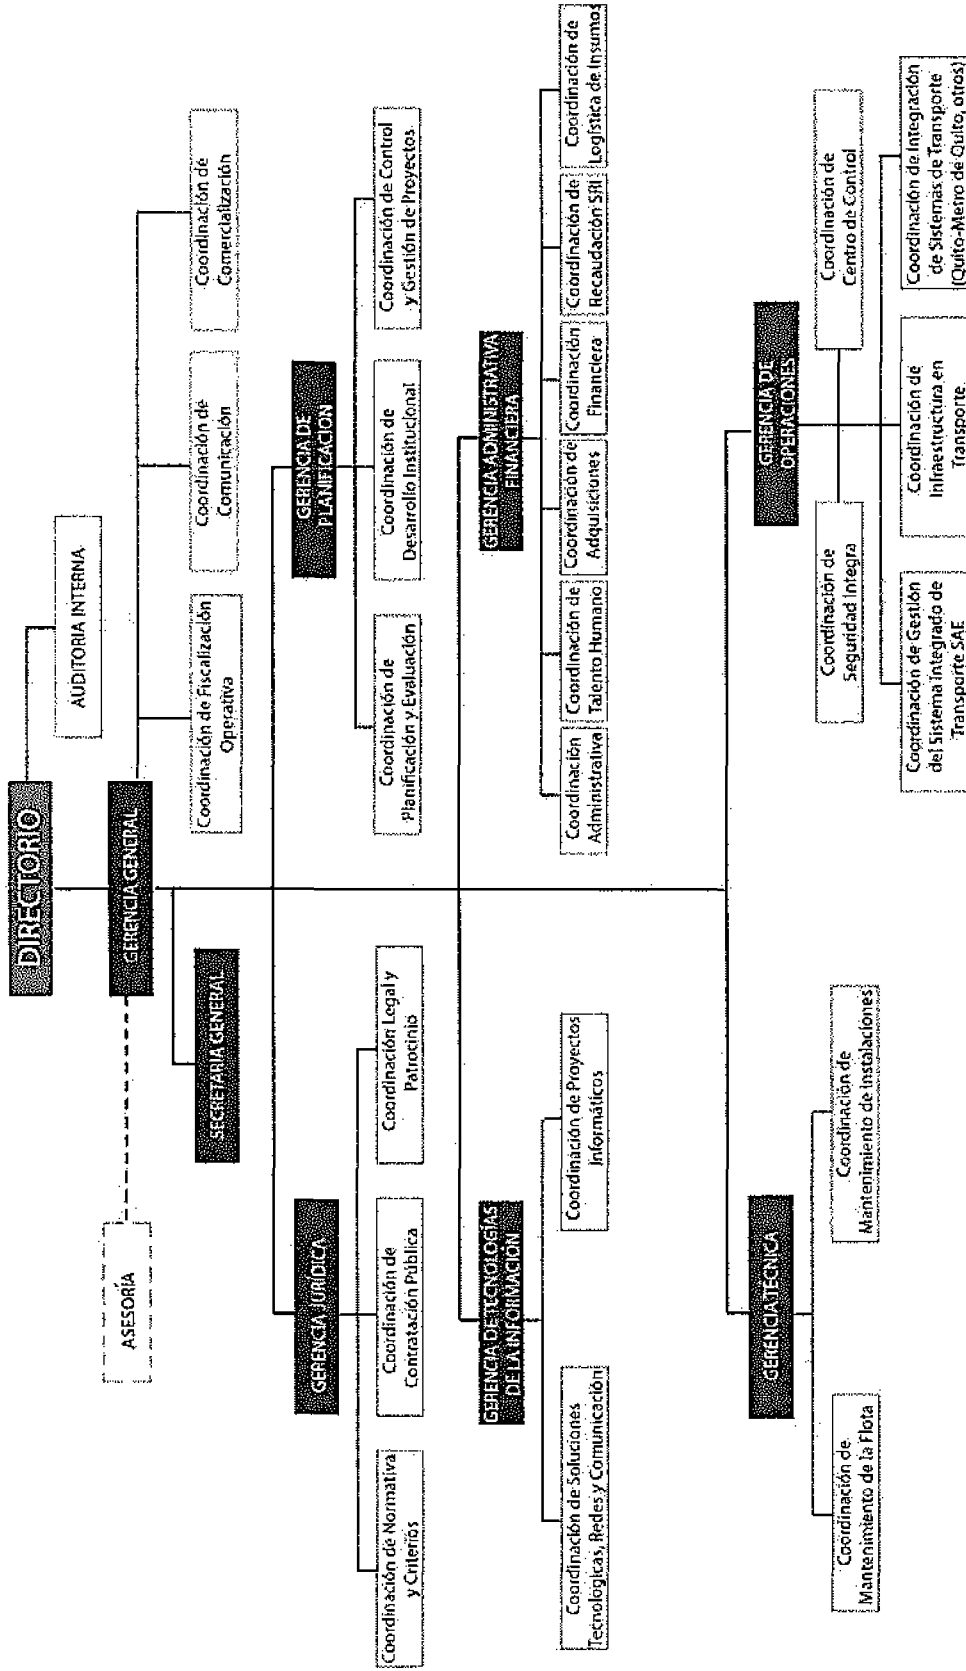 DIRECTORIO
AUDITORIA INTERNA
ASESORÍA
GERENCIA GENERAL
SECRETARIA GENERAL
Coordinación de Fiscalización
Operativa
Coordinación de
Comunicación
Coordinación de
Comercialización
GERENCIA JURÍDICA
Coordinación de Normativa
y Criterios
Coordinación de
Contratación Pública
Coordinación Legal y
Patrocinio
GERENCIA DE
PLANIFICACIÓN
Coordinación de
Planificación y Evaluación
Coordinación de
Desarrollo Institucional
Coordinación de Control
y Gestión de Proyectos
GERENCIA DE TECNOLOGÍAS
DE LA INFORMACIÓN
Coordinación de Soluciones
Tecnológicas, Redes y Comunicación
Coordinación de Proyectos
Informáticos
GERENCIA ADMINISTRATIVA
FINANCIERA
Coordinación
Administrativa
Coordinación de
Talento Humano
Coordinación de
Adquisiciones
Coordinación
Financiera
Coordinación de
Recaudación SRI
Coordinación de
Logística de Insumos
GERENCIA TÉCNICA
Coordinación de
Mantenimiento de la Flota
Coordinación de
Mantenimiento de Instalaciones
GERENCIA DE
OPERACIONES
Coordinación de
Seguridad Integra
Coordinación de
Centro de Control
Coordinación de Gestión
del Sistema Integrado de
Transporte SAE
Coordinación de
Infraestructura en
Transporte
Coordinación de Integración
de Sistemas de Transporte
(Quito-Metro de Quito, otros)